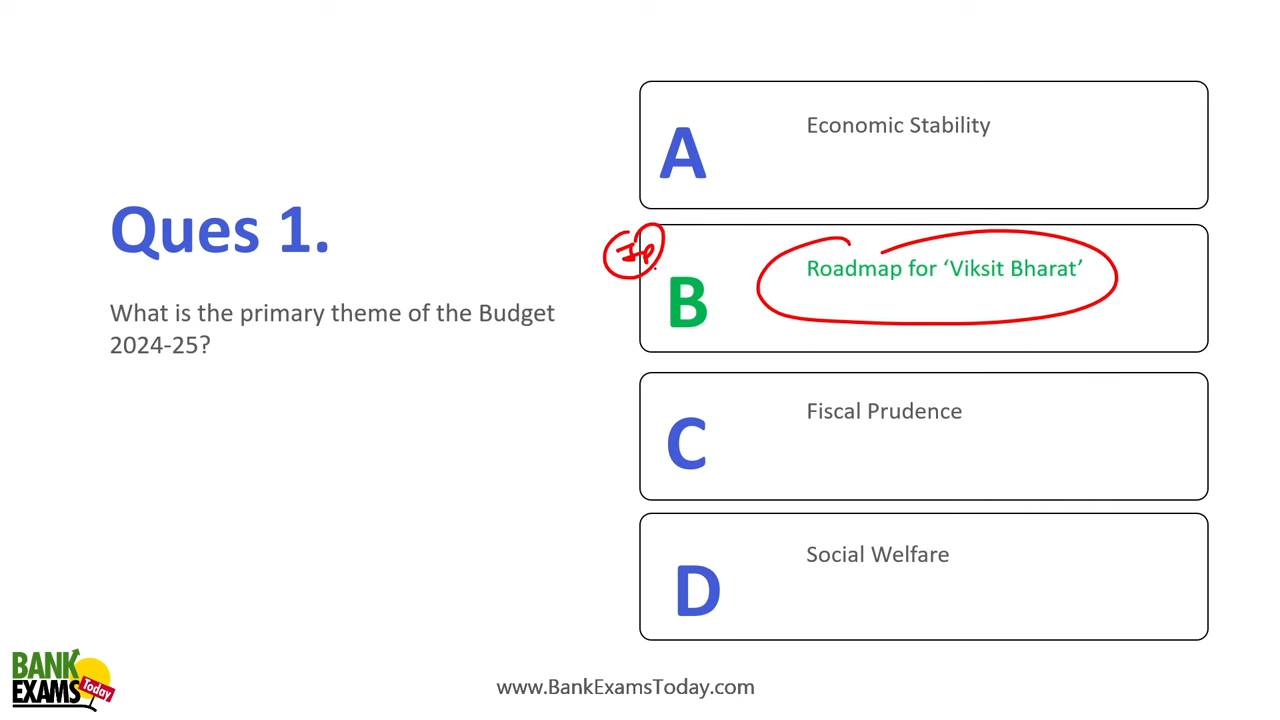 Ques 1.
What is the primary theme of the Budget
2024-25?
A
Economic Stability
Ip
B
Roadmap for ‘Viksit Bharat’
C
Fiscal Prudence
D
Social Welfare
BANK
EXAMS
Today
www.BankExamsToday.com